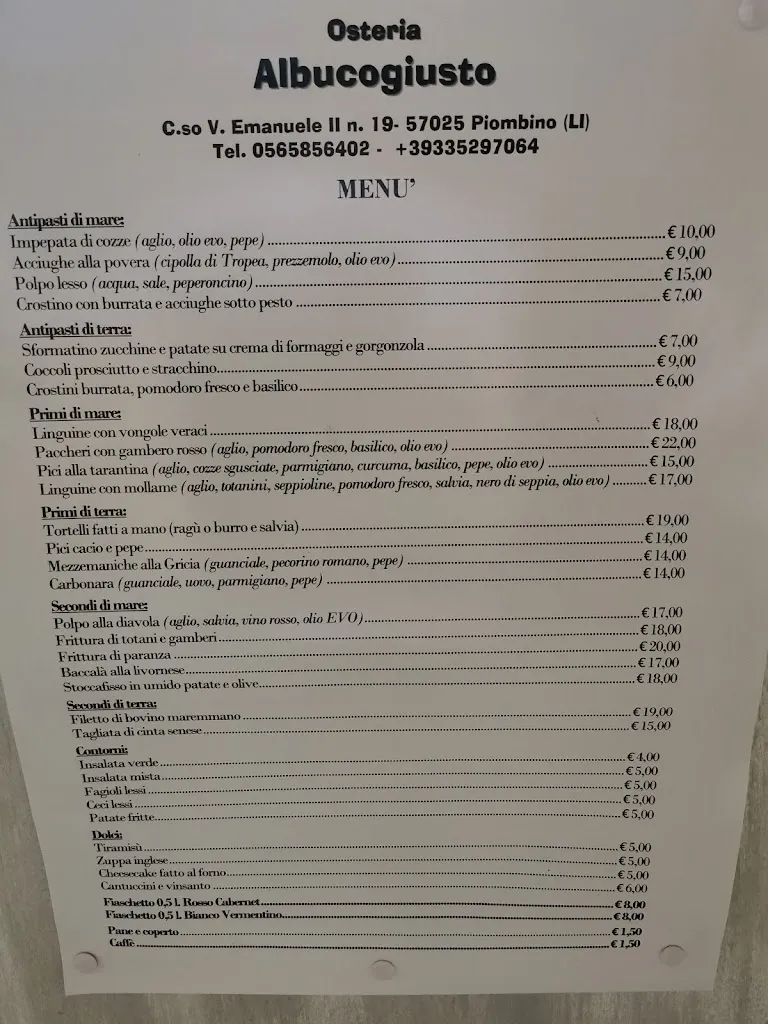 Osteria
Albucogiusto
C.so V. Emanuele II n. 19- 57025 Piombino (LI)
Tel. 0565856402 - +39335297064
MENU'
Antipasti di mare:
Impepata di cozze (aglio, olio evo, pepe) € 10,00
Acciughe alla povera (cipolla di Tropea, prezzemolo, olio evo) € 9,00
Polpo lesso (acqua, sale, peperoncino) € 15,00
Crostino con burrata e acciughe sotto pesto € 7,00
Antipasti di terra:
Sformatino zucchine e patate su crema di formaggi e gorgonzola € 7,00
Coccoli prosciutto e stracchino € 9,00
Crostini burrata, pomodoro fresco e basilico € 6,00
Primi di mare:
Linguine con vongole veraci € 18,00
Paccheri con gambero rosso (aglio, pomodoro fresco, basilico, olio evo) € 22,00
Pici alla tarantina (aglio, cozze sgusciate, parmigiano, curcuma, basilico, pepe, olio evo) € 15,00
Linguine con mollame (aglio, totanini, seppioline, pomodoro fresco, salvia, nero di seppia, olio evo) € 17,00
Primi di terra:
Tortelli fatti a mano (ragù o burro e salvia) € 19,00
Pici cacio e pepe € 14,00
Mezzemaniche alla Gricia (guanciale, pecorino romano, pepe) € 14,00
Carbonara (guanciale, uovo, parmigiano, pepe) € 14,00
Secondi di mare:
Polpo alla diavola (aglio, salvia, vino rosso, olio EVO) € 17,00
Frittura di totani e gamberi € 18,00
Frittura di paranza € 20,00
Baccalà alla livornese € 17,00
Stoccafisso in umido patate e olive € 18,00
Secondi di terra:
Filetto di bovino maremmano € 19,00
Tagliata di cinta senese € 15,00
Contorni:
Insalata verde € 4,00
Insalata mista € 5,00
Fagioli lessi € 5,00
Ceci lessi € 5,00
Patate fritte € 5,00
Dolci:
Tiramisù € 5,00
Zuppa inglese € 5,00
Cheesecake fatto al forno € 5,00
Cantuccini e vinsanto € 6,00
Fiaschetto 0,5 l. Rosso Cabernet € 8,00
Fiaschetto 0,5 l. Bianco Vermentino € 8,00
Pane e coperto € 1,50
Caffè € 1,50